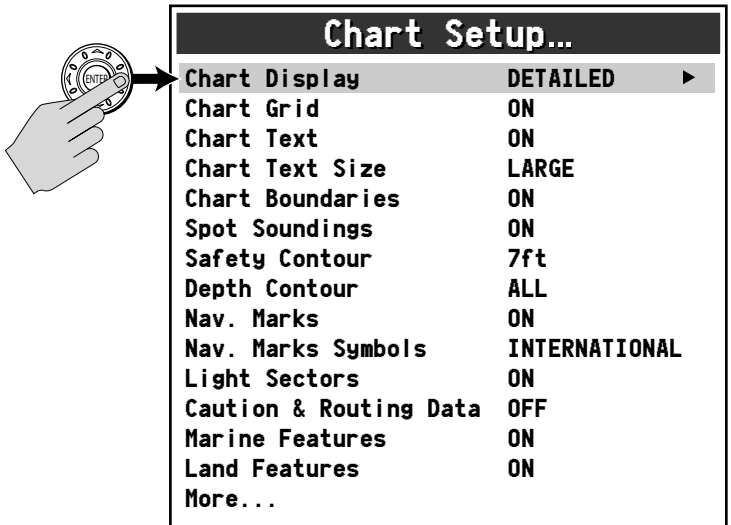 Chart Setup...
ENTER
Chart Display DETAILED
Chart Grid ON
Chart Text ON
Chart Text Size LARGE
Chart Boundaries ON
Spot Soundings ON
Safety Contour 7ft
Depth Contour ALL
Nav. Marks ON
Nav. Marks Symbols INTERNATIONAL
Light Sectors ON
Caution & Routing Data OFF
Marine Features ON
Land Features ON
More...